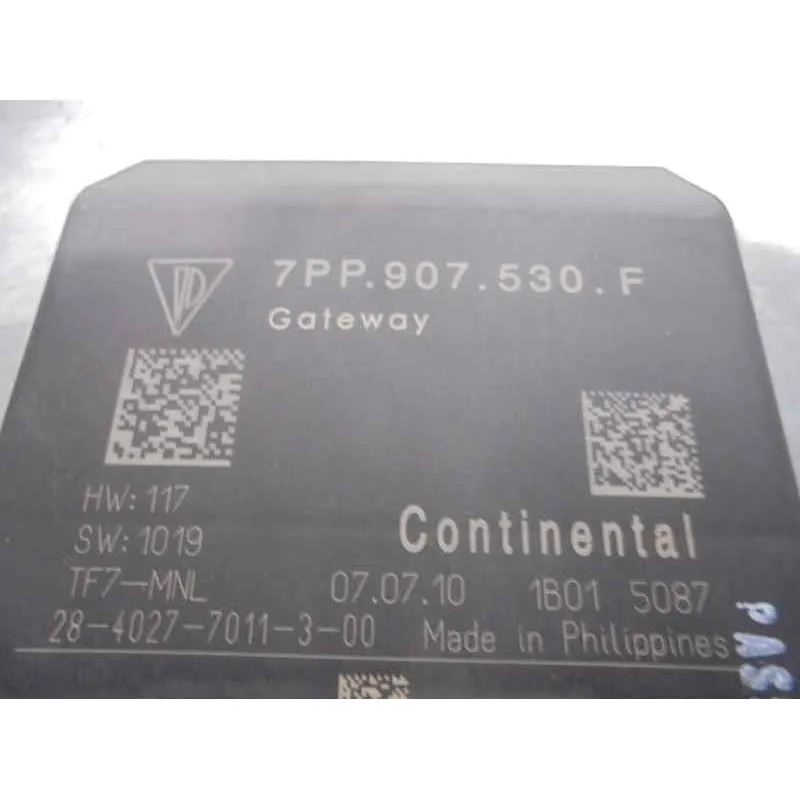 7PP.907.530.F
Gateway
HW: 117
SW: 1019
Continental
TF7-MNL 07.07.10 1B01 5087
28-4027-7011-3-00 Made in Philippines
PAS